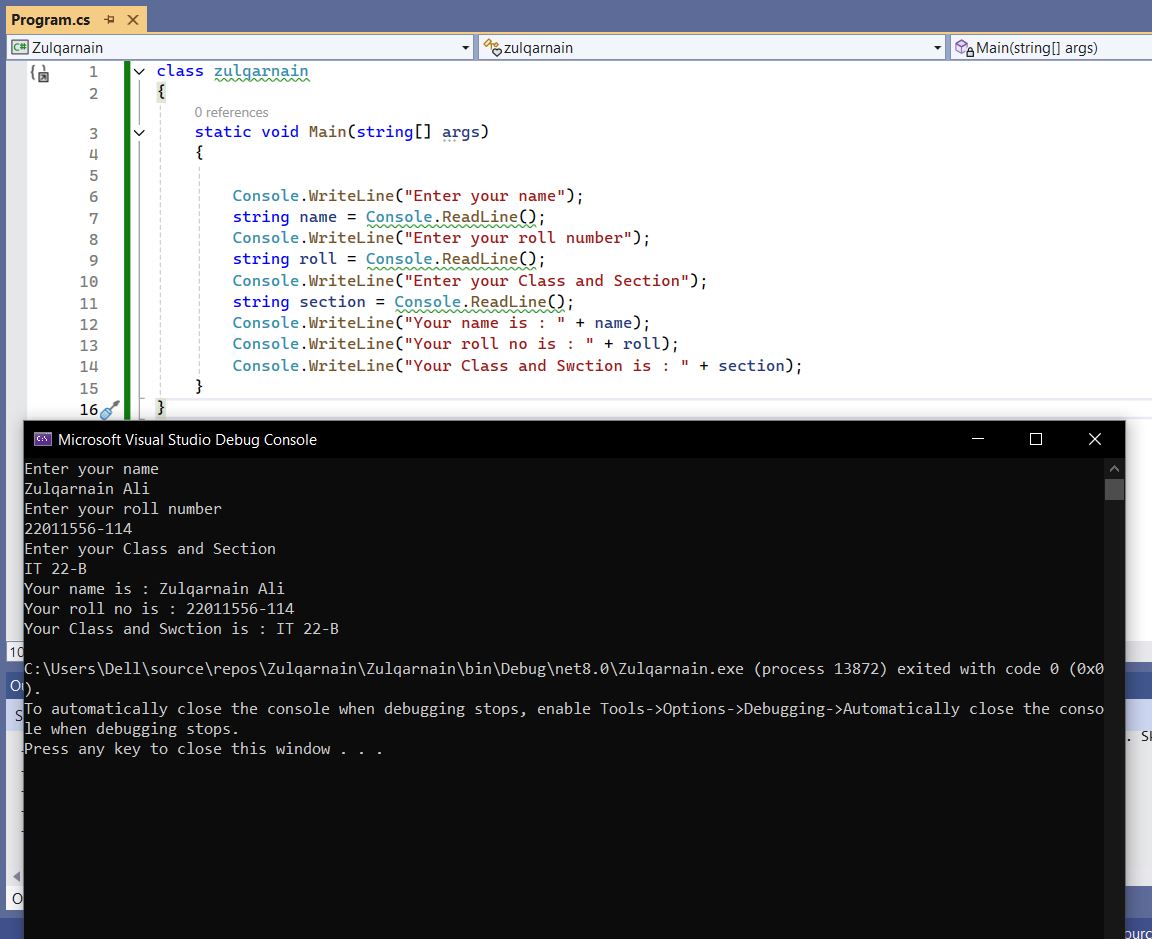 Program.cs
C# Zulqarnain
zulqarnain
Main(string[] args)
1 class zulqarnain
2 {
0 references
3 static void Main(string[] args)
4 {
5
6 Console.WriteLine("Enter your name");
7 string name = Console.ReadLine();
8 Console.WriteLine("Enter your roll number");
9 string roll = Console.ReadLine();
10 Console.WriteLine("Enter your Class and Section");
11 string section = Console.ReadLine();
12 Console.WriteLine("Your name is : " + name);
13 Console.WriteLine("Your roll no is : " + roll);
14 Console.WriteLine("Your Class and Swction is : " + section);
15 }
16 }
Microsoft Visual Studio Debug Console
Enter your name
Zulqarnain Ali
Enter your roll number
22011556-114
Enter your Class and Section
IT 22-B
Your name is : Zulqarnain Ali
Your roll no is : 22011556-114
Your Class and Swction is : IT 22-B
C:\Users\Dell\source\repos\Zulqarnain\Zulqarnain\bin\Debug\net8.0\Zulqarnain.exe (process 13872) exited with code 0 (0x0
).
To automatically close the console when debugging stops, enable Tools->Options->Debugging->Automatically close the conso
le when debugging stops.
Press any key to close this window . . .